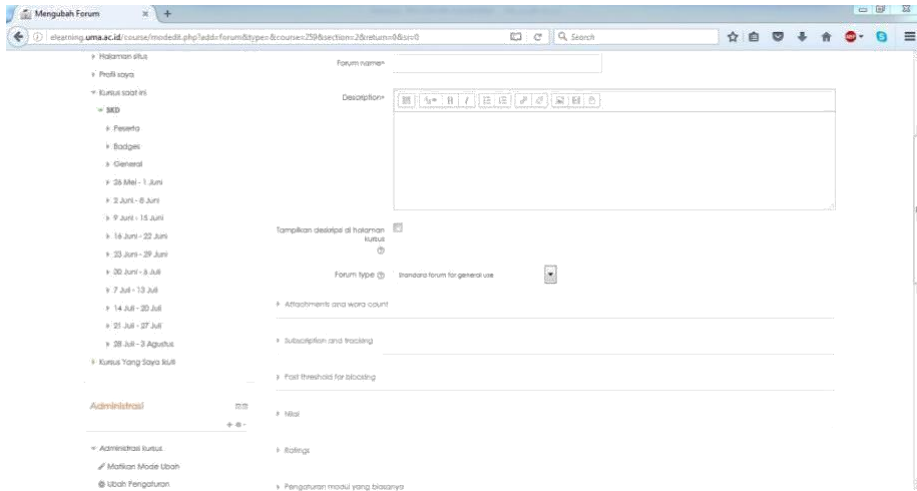 Mengubah Forum
elearning.uma.ac.id/course/modedit.php?add=forum&type=&course=259&section=2&return=0&sr=0
Search
ABP
Halaman situs
Profil saya
Kursus saat ini
SKD
Peserta
Badges
General
26 Mei - 1 Juni
2 Juni - 8 Juni
9 Juni - 15 Juni
16 Juni - 22 Juni
23 Juni - 29 Juni
30 Juni - 6 Juli
7 Juli - 13 Juli
14 Juli - 20 Juli
21 Juli - 27 Juli
28 Juli - 3 Agustus
Kursus Yang Saya Ikuti
Administrasi
Administrasi kursus
Matikan Mode Ubah
Ubah Pengaturan
Forum name*
Description*
B I
Tampilkan deskripsi di halaman
kursus
Forum type
Standard forum for general use
Attachments and word count
Subscription and tracking
Post threshold for blocking
Nilai
Ratings
Pengaturan modul yang biasanya